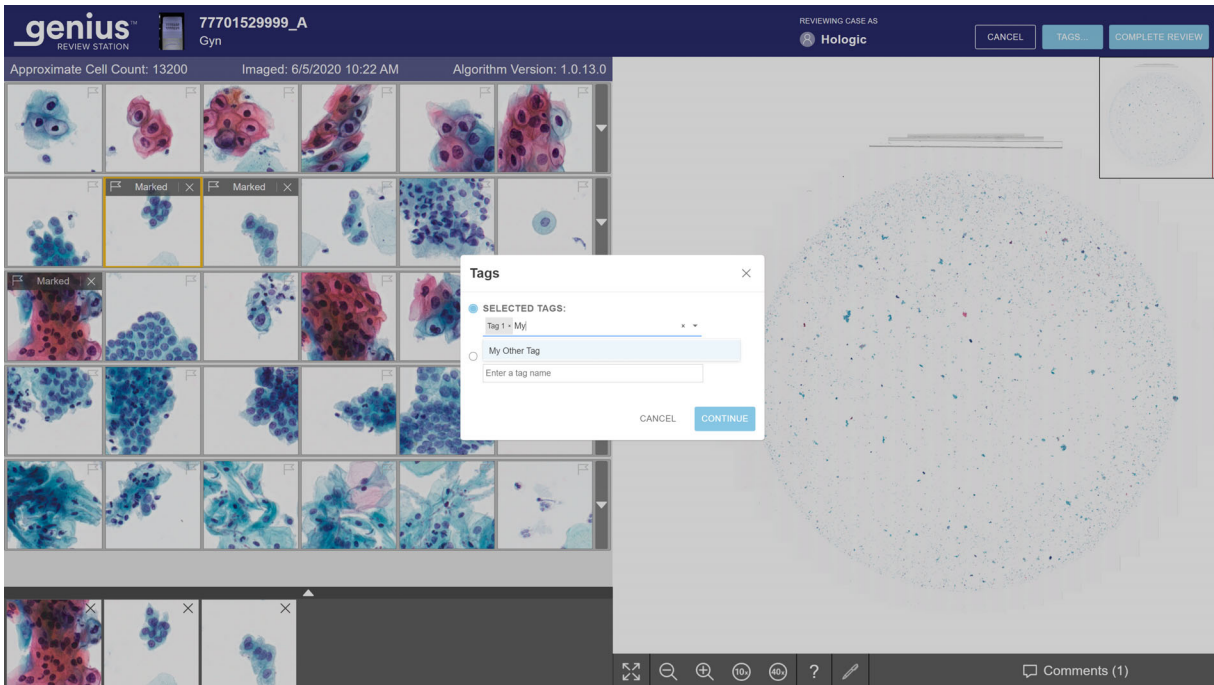 genius™
REVIEW STATION
77701529999_A
Gyn
REVIEWING CASE AS
Hologic
CANCEL
TAGS...
COMPLETE REVIEW
Approximate Cell Count: 13200
Imaged: 6/5/2020 10:22 AM
Algorithm Version: 1.0.13.0
Marked
Marked
Marked
Tags
SELECTED TAGS:
Tag 1 × My
My Other Tag
Enter a tag name
CANCEL
CONTINUE
10x
40x
?
Comments (1)